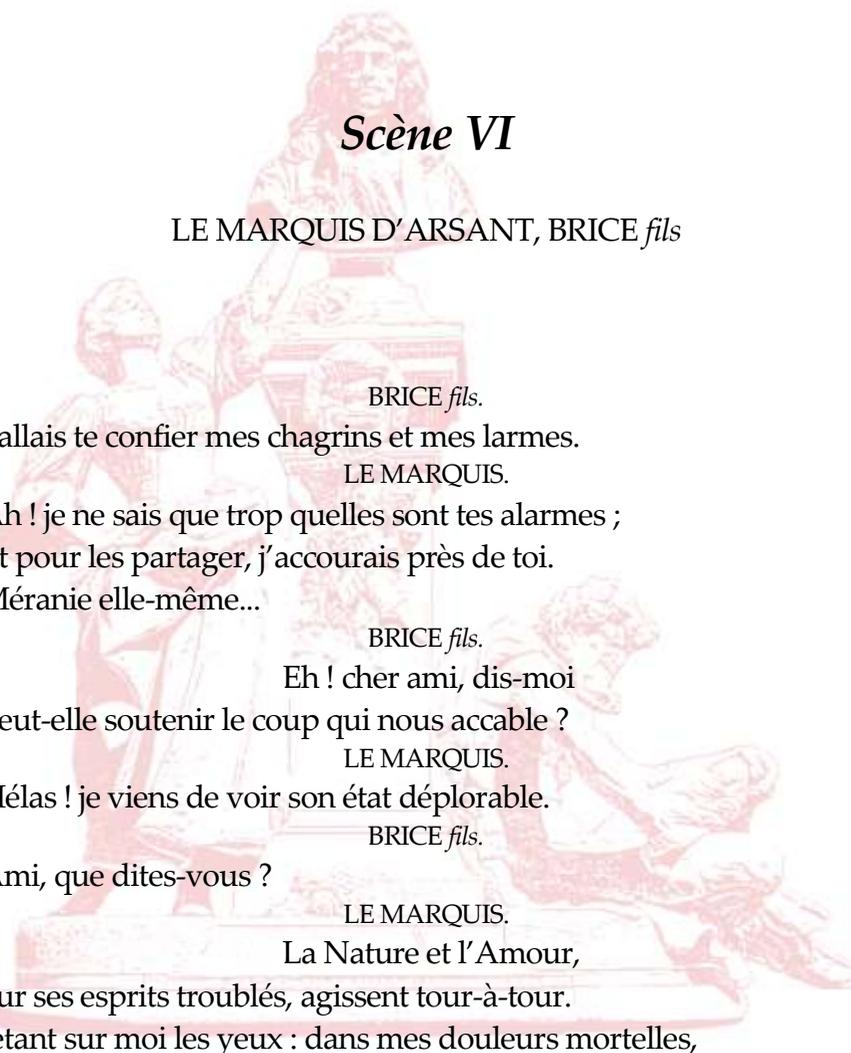 Scène VI
LE MARQUIS D’ARSANT, BRICE fils
BRICE fils.
allais te confier mes chagrins et mes larmes.
LE MARQUIS.
h ! je ne sais que trop quelles sont tes alarmes ;
t pour les partager, j’accourais près de toi.
Méranie elle-même...
BRICE fils.
Eh ! cher ami, dis-moi
eut-elle soutenir le coup qui nous accable ?
LE MARQUIS.
Hélas ! je viens de voir son état déplorable.
BRICE fils.
Ami, que dites-vous ?
LE MARQUIS.
La Nature et l’Amour,
ur ses esprits troublés, agissent tour-à-tour.
etant sur moi les yeux : dans mes douleurs mortelles,